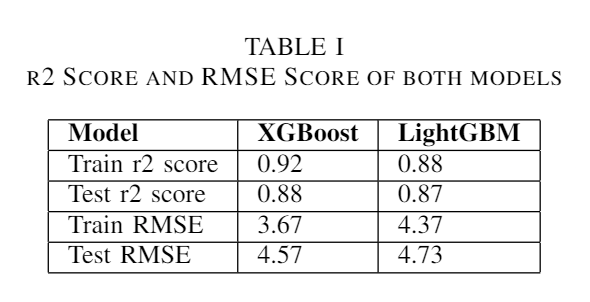 TABLE I
R2 SCORE AND RMSE SCORE OF BOTH MODELS
Model XGBoost LightGBM
Train r2 score 0.92 0.88
Test r2 score 0.88 0.87
Train RMSE 3.67 4.37
Test RMSE 4.57 4.73